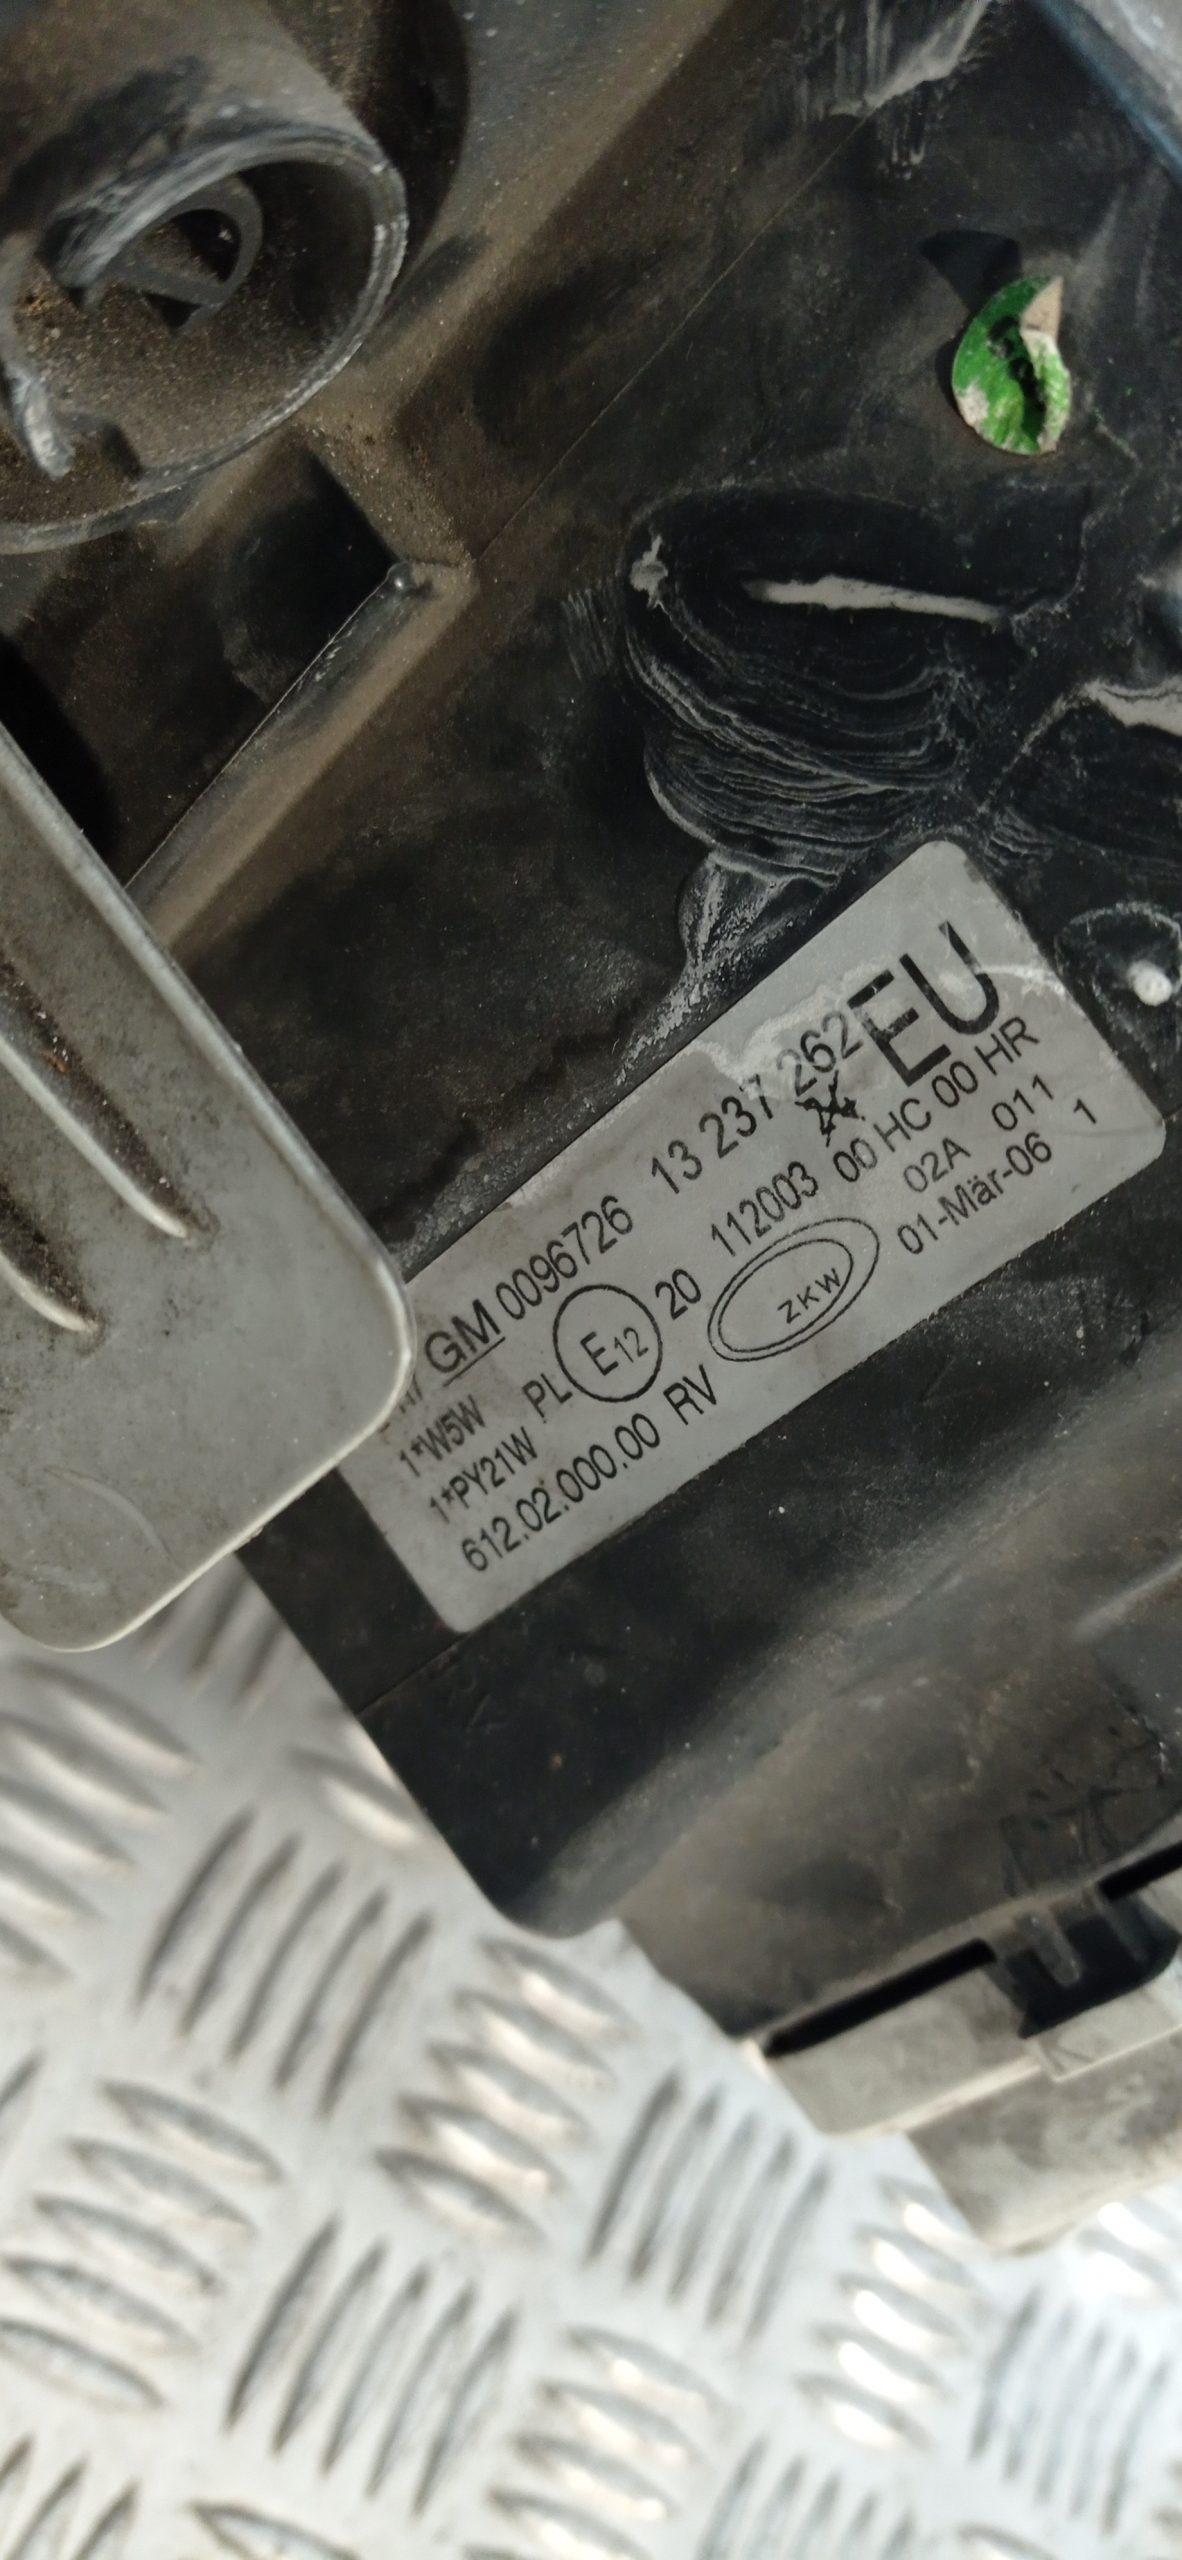 GM 0096726 13 237 262 EU
1*W5W PL E12 20 112003 00 HC 00 HR
1*PY21W ZKW 02A 011
612.02.000.00 RV 01-Mär-06 1